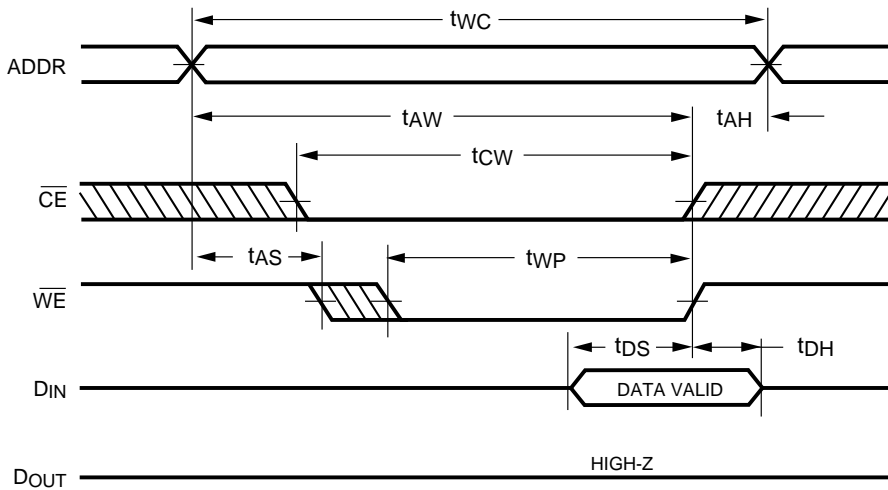 tWC
ADDR
tAW
tAH
tCW
CE
tAS
tWP
WE
tDS
tDH
DIN
DATA VALID
HIGH-Z
DOUT